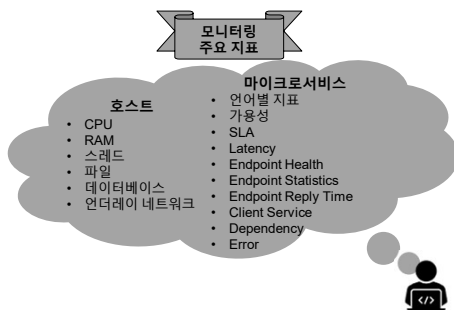 모니터링
주요 지표
호스트
• CPU
• RAM
• 스레드
• 파일
• 데이터베이스
• 언더레이 네트워크
마이크로서비스
• 언어별 지표
• 가용성
• SLA
• Latency
• Endpoint Health
• Endpoint Statistics
• Endpoint Reply Time
• Client Service
• Dependency
• Error
</>